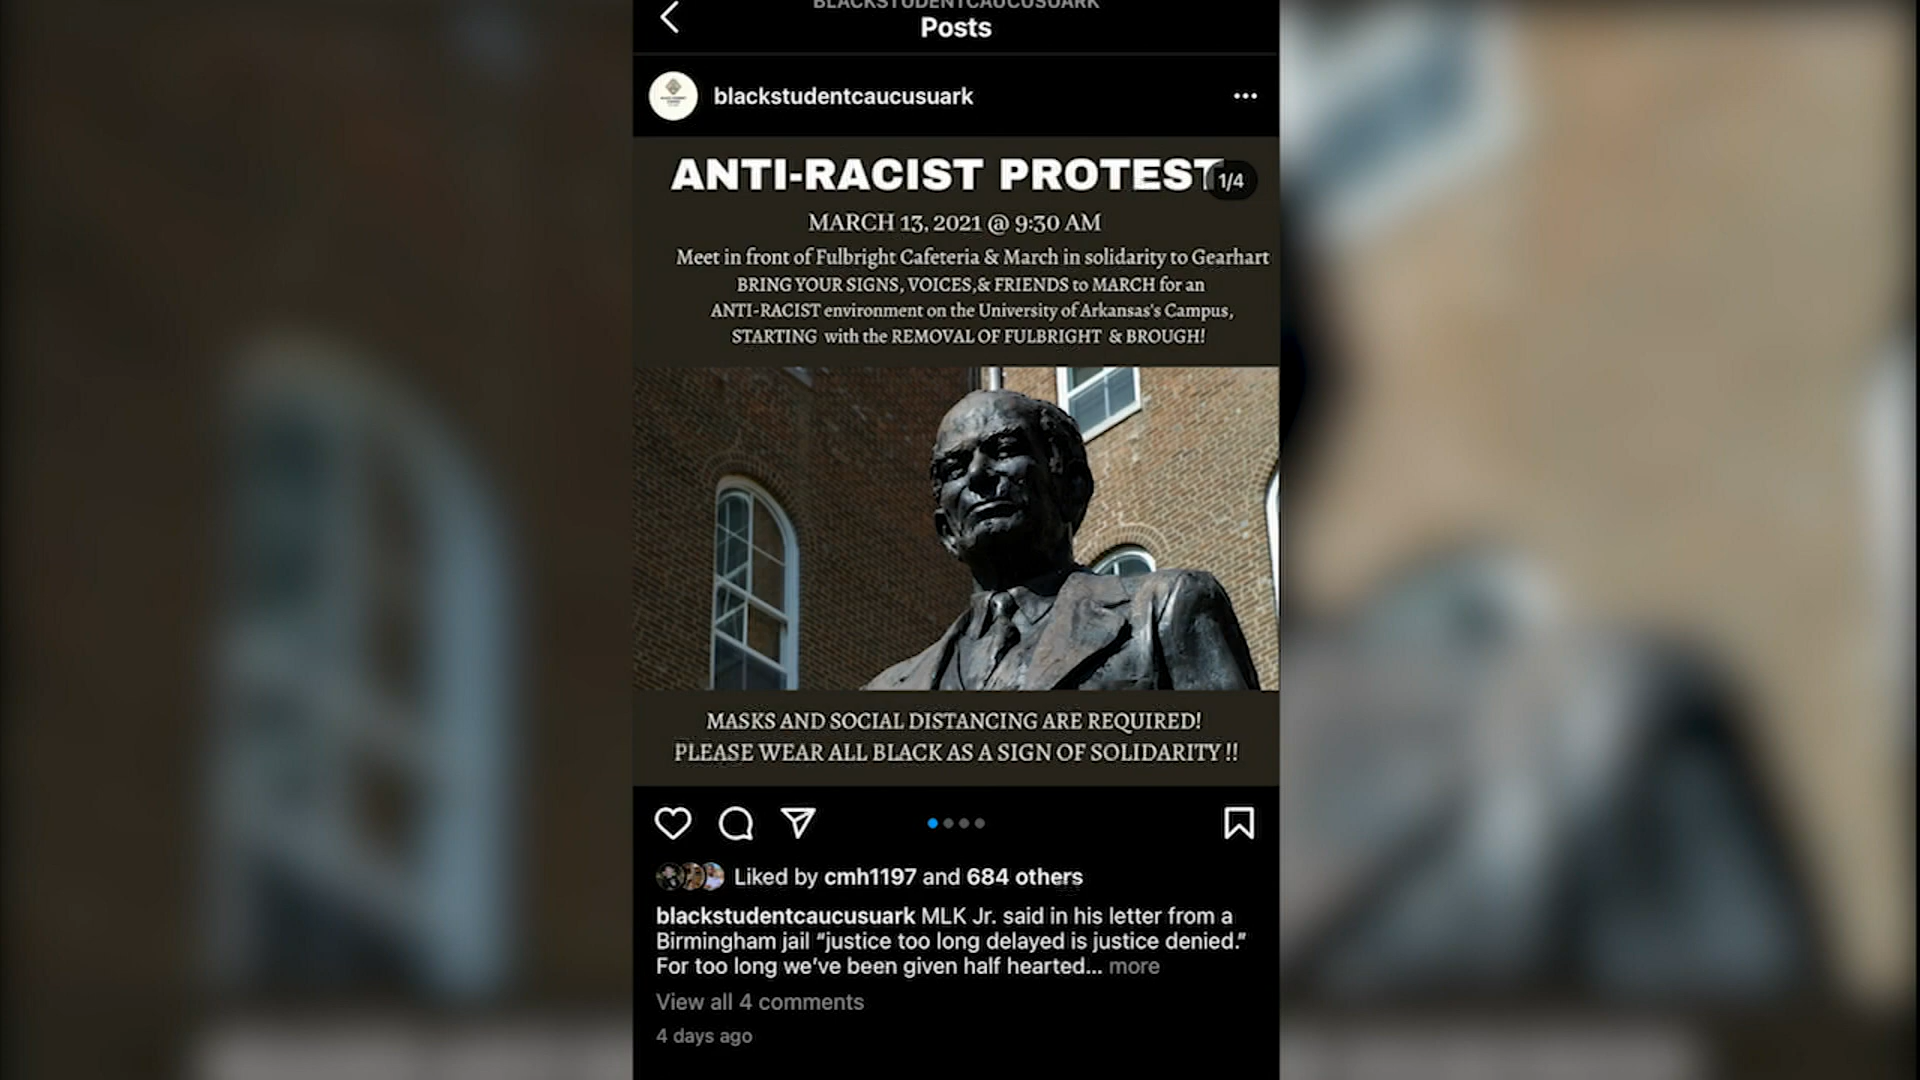 BLACKSTUDENTCAUCUSUARK
Posts
blackstudentcaucusuark
ANTI-RACIST PROTEST
1/4
MARCH 13, 2021 @ 9:30 AM
Meet in front of Fulbright Cafeteria & March in solidarity to Gearhart
BRING YOUR SIGNS, VOICES,& FRIENDS to MARCH for an
ANTI-RACIST environment on the University of Arkansas's Campus,
STARTING with the REMOVAL OF FULBRIGHT & BROUGH!
MASKS AND SOCIAL DISTANCING ARE REQUIRED!
PLEASE WEAR ALL BLACK AS A SIGN OF SOLIDARITY !!
Liked by cmh1197 and 684 others
blackstudentcaucusuark MLK Jr. said in his letter from a
Birmingham jail “justice too long delayed is justice denied.”
For too long we’ve been given half hearted... more
View all 4 comments
4 days ago